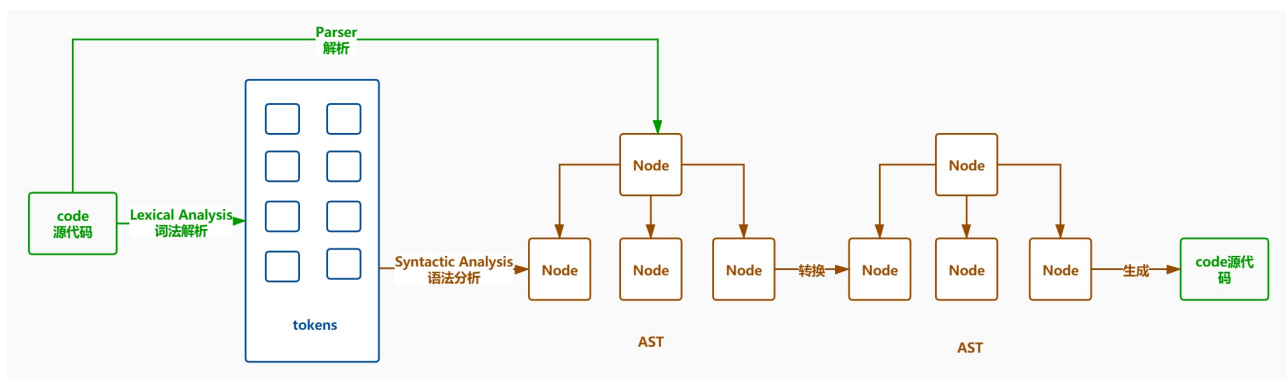 Parser
解析
code
源代码
Lexical Analysis
词法解析
tokens
Syntactic Analysis
语法分析
Node
Node
Node
Node
AST
转换
Node
Node
Node
Node
AST
生成
code源代
码